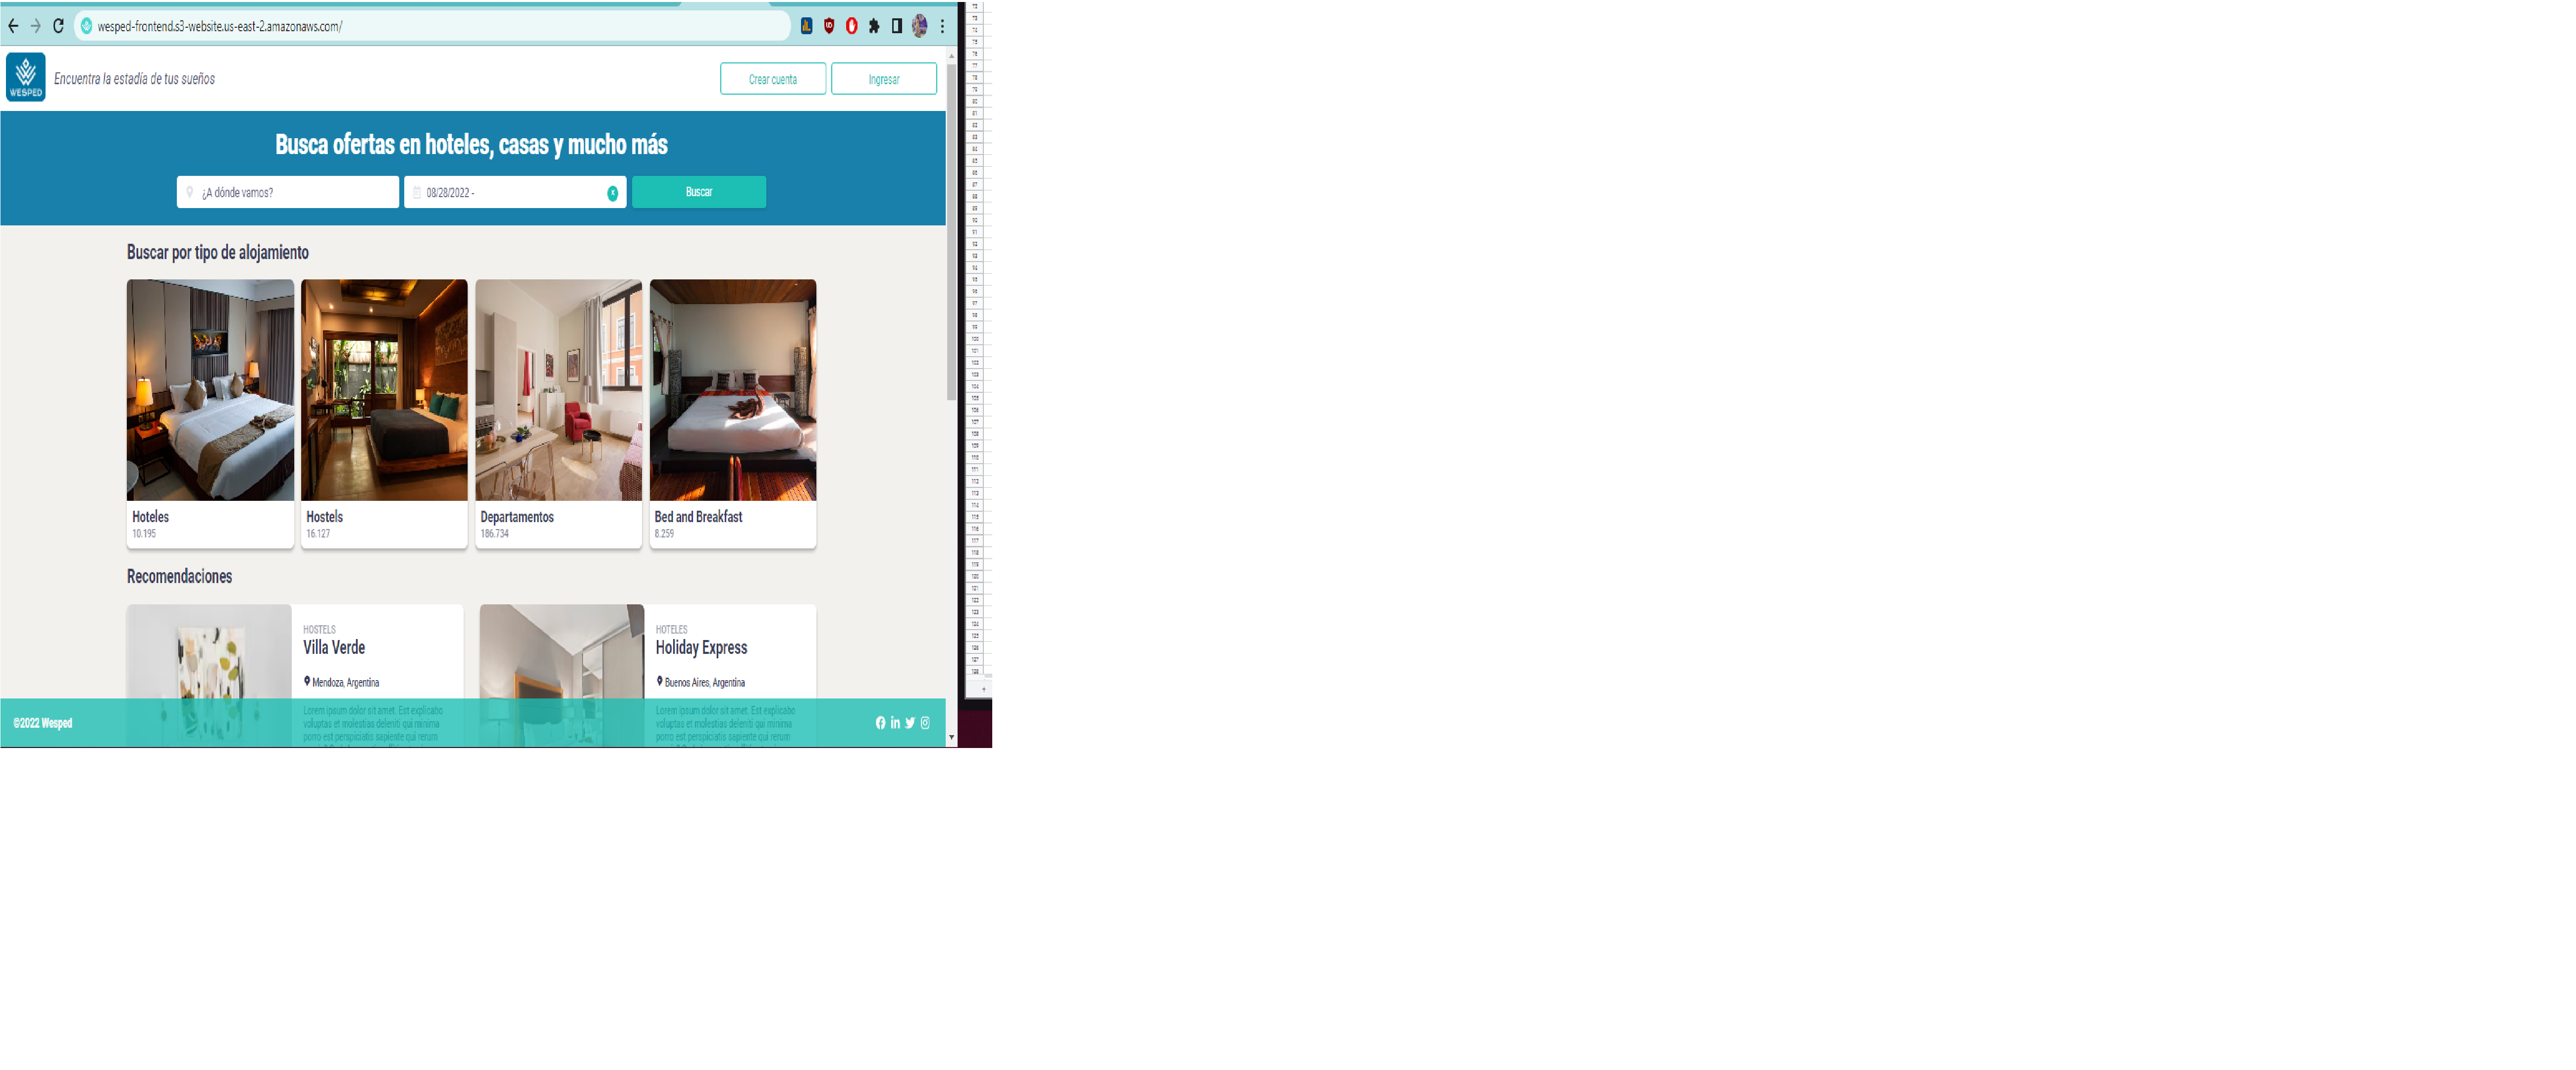 wesped-frontend.s3-website.us-east-2.amazonaws.com/
WESPED
Encuentra la estadía de tus sueños
Crear cuenta
Ingresar
Busca ofertas en hoteles, casas y mucho más
¿A dónde vamos?
08/28/2022 -
x
Buscar
Buscar por tipo de alojamiento
Hoteles
10.195
Hostels
16.127
Departamentos
186.734
Bed and Breakfast
8.259
Recomendaciones
HOSTELS
Villa Verde
Mendoza, Argentina
Lorem ipsum dolor sit amet. Est explicabo
voluptas et molestias deleniti qui minima
porro est perspiciatis sapiente qui rerum
HOTELES
Holiday Express
Buenos Aires, Argentina
Lorem ipsum dolor sit amet. Est explicabo
voluptas et molestias deleniti qui minima
porro est perspiciatis sapiente qui rerum
©2022 Wesped